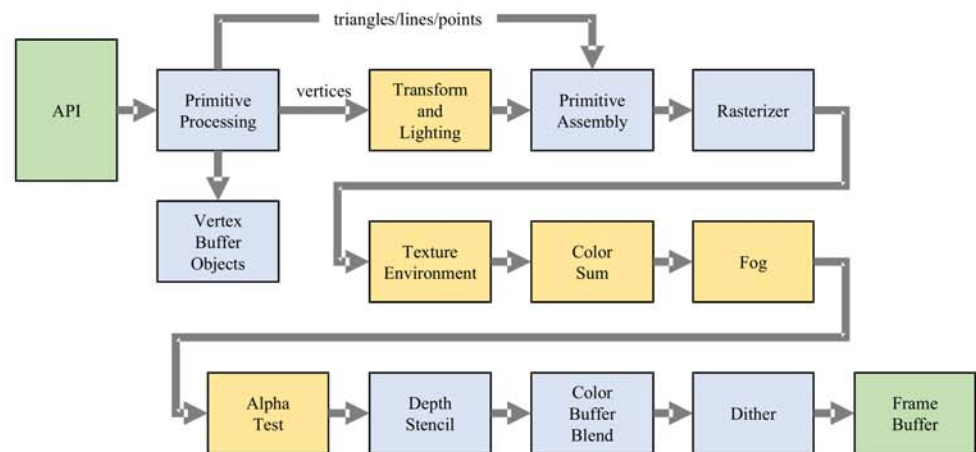 triangles/lines/points
API
Primitive
Processing
vertices
Transform
and
Lighting
Primitive
Assembly
Rasterizer
Vertex
Buffer
Objects
Texture
Environment
Color
Sum
Fog
Alpha
Test
Depth
Stencil
Color
Buffer
Blend
Dither
Frame
Buffer